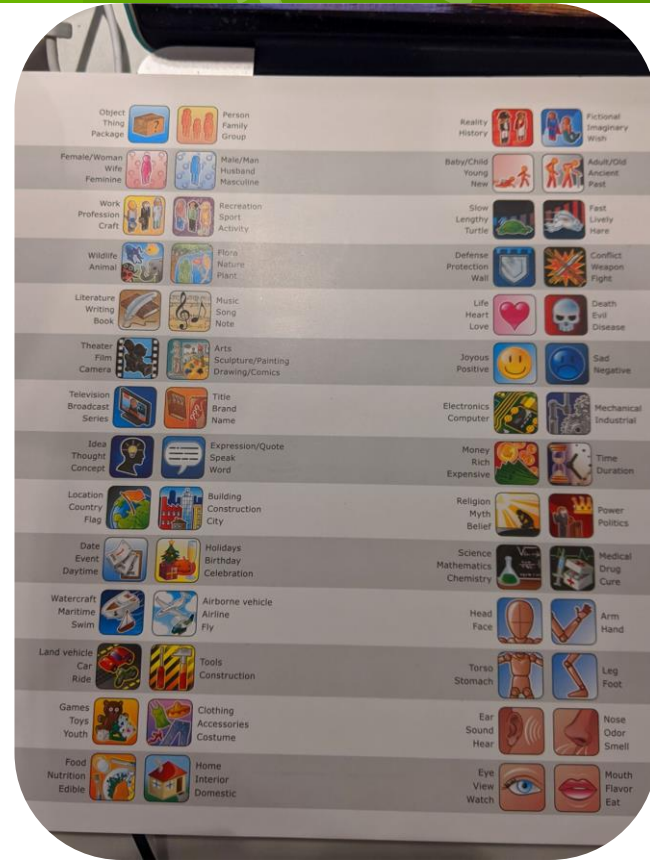 Object
Thing
Package
Person
Family
Group
Female/Woman
Wife
Feminine
Male/Man
Husband
Masculine
Work
Profession
Craft
Recreation
Sport
Activity
Wildlife
Animal
Flora
Nature
Plant
Literature
Writing
Book
Music
Song
Note
Theater
Film
Camera
Arts
Sculpture/Painting
Drawing/Comics
Television
Broadcast
Series
Title
Brand
Name
Idea
Thought
Concept
Expression/Quote
Speak
Word
Location
Country
Flag
Building
Construction
City
Date
Event
Daytime
Holidays
Birthday
Celebration
Watercraft
Maritime
Swim
Airborne vehicle
Airline
Fly
Land vehicle
Car
Ride
Tools
Construction
Games
Toys
Youth
Clothing
Accessories
Costume
Food
Nutrition
Edible
Home
Interior
Domestic
Reality
History
Fictional
Imaginary
Wish
Baby/Child
Young
New
Adult/Old
Ancient
Past
Slow
Lengthy
Turtle
Fast
Lively
Hare
Defense
Protection
Wall
Conflict
Weapon
Fight
Life
Heart
Love
Death
Evil
Disease
Joyous
Positive
Sad
Negative
Electronics
Computer
Mechanical
Industrial
Money
Rich
Expensive
Time
Duration
Religion
Myth
Belief
Power
Politics
Science
Mathematics
Chemistry
Medical
Drug
Cure
Head
Face
Arm
Hand
Torso
Stomach
Leg
Foot
Ear
Sound
Hear
Nose
Odor
Smell
Eye
View
Watch
Mouth
Flavor
Eat